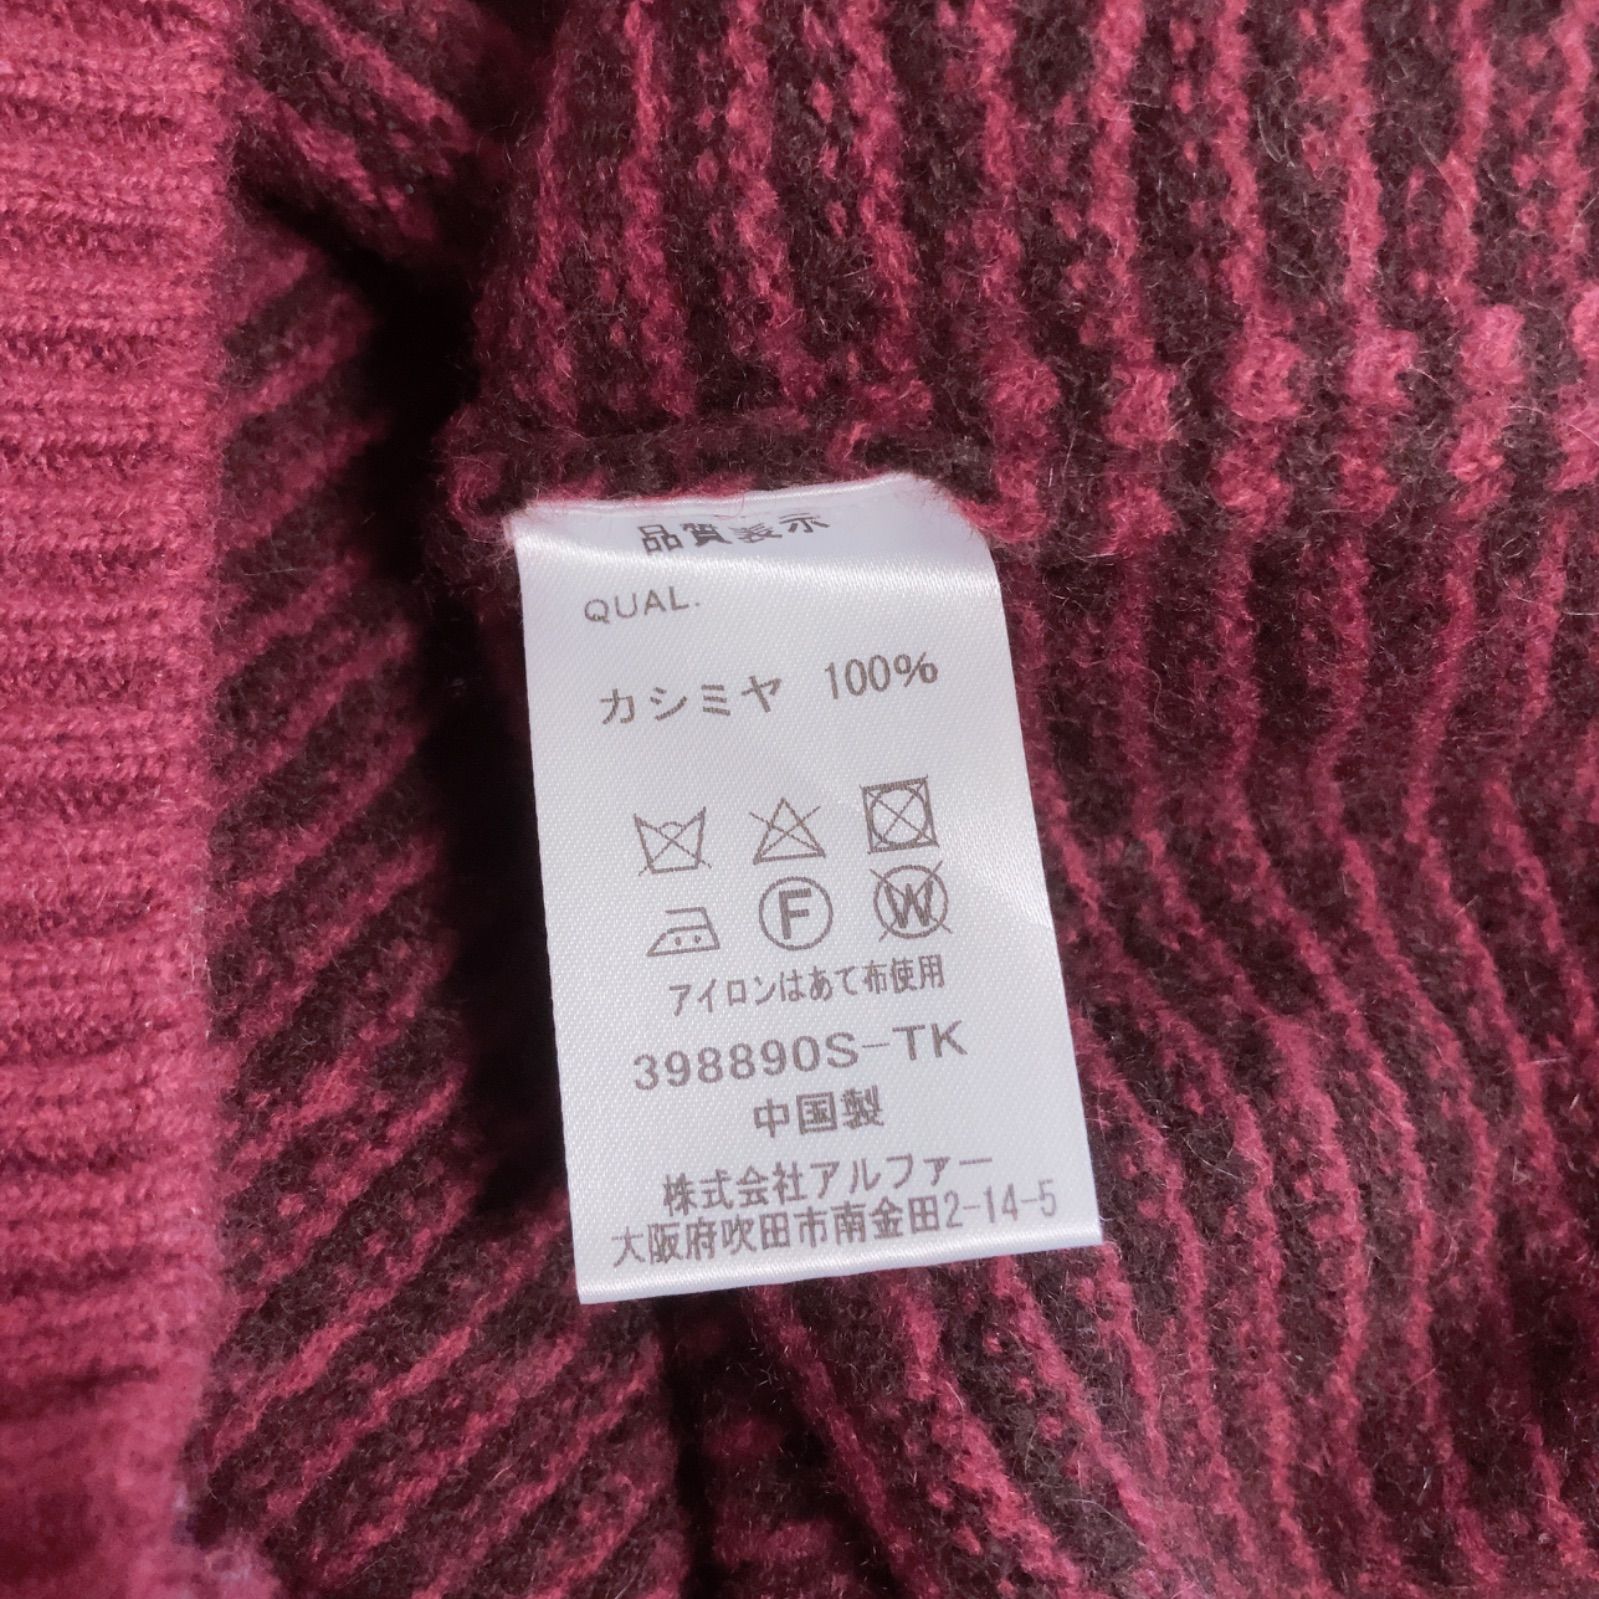 品質表示
QUAL.
カシミヤ 100%
F W
アイロンはあて布使用
398890S-TK
中国製
株式会社アルファー
大阪府吹田市南金田2-14-5